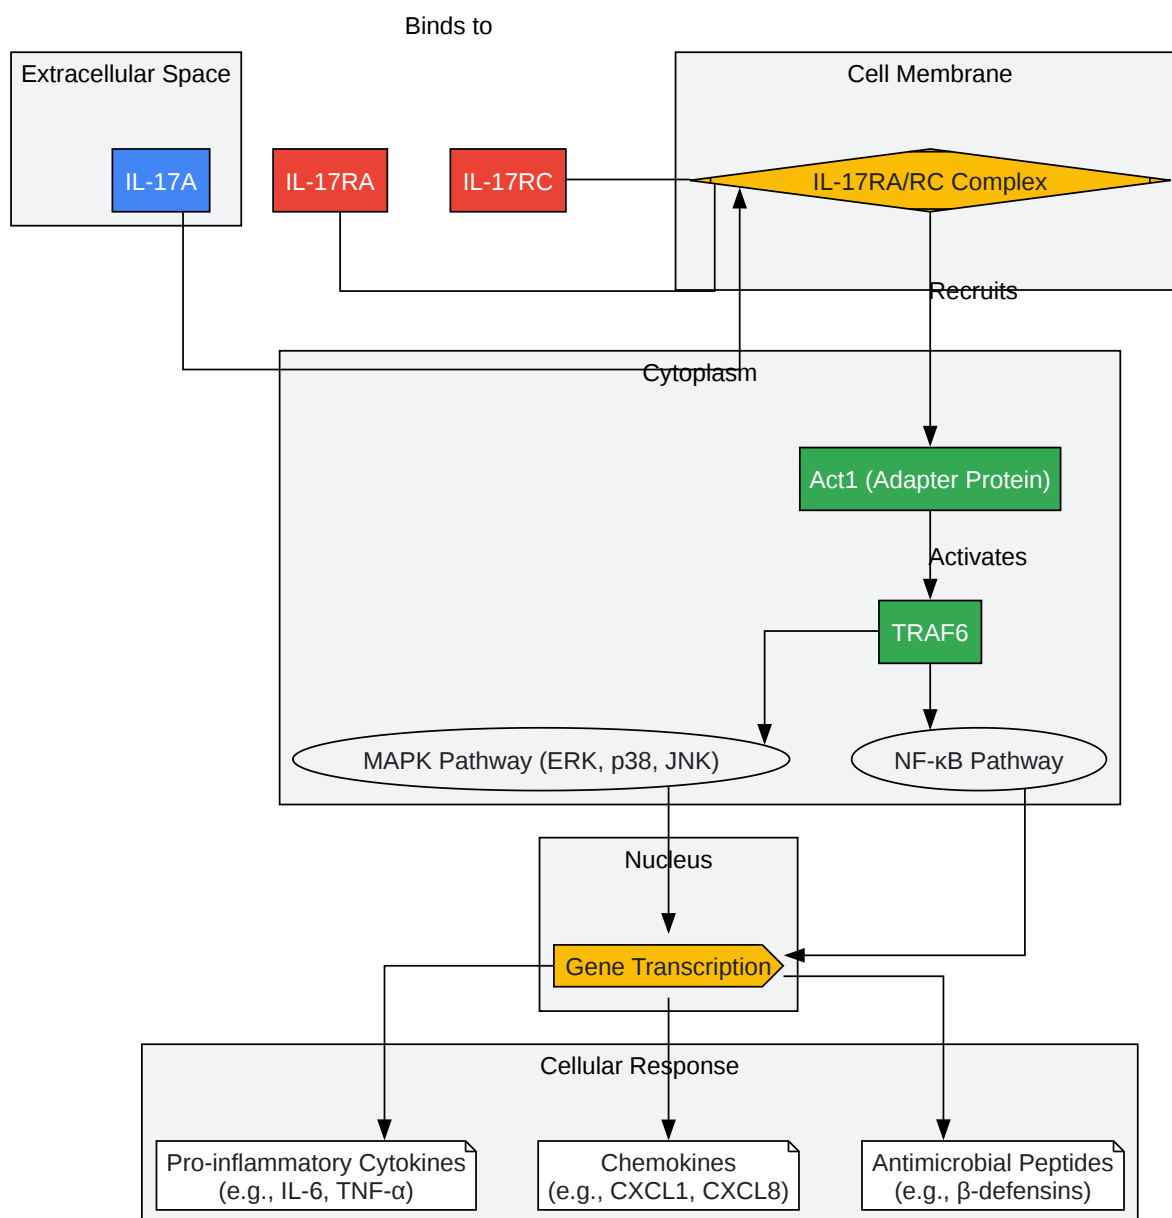 Binds to
Extracellular Space
Cell Membrane
IL-17A
IL-17RA
IL-17RC
IL-17RA/RC Complex
Recruits
Cytoplasm
Act1 (Adapter Protein)
Activates
TRAF6
MAPK Pathway (ERK, p38, JNK)
NF-κB Pathway
Nucleus
Gene Transcription
Cellular Response
Pro-inflammatory Cytokines
(e.g., IL-6, TNF-α)
Chemokines
(e.g., CXCL1, CXCL8)
Antimicrobial Peptides
(e.g., β-defensins)